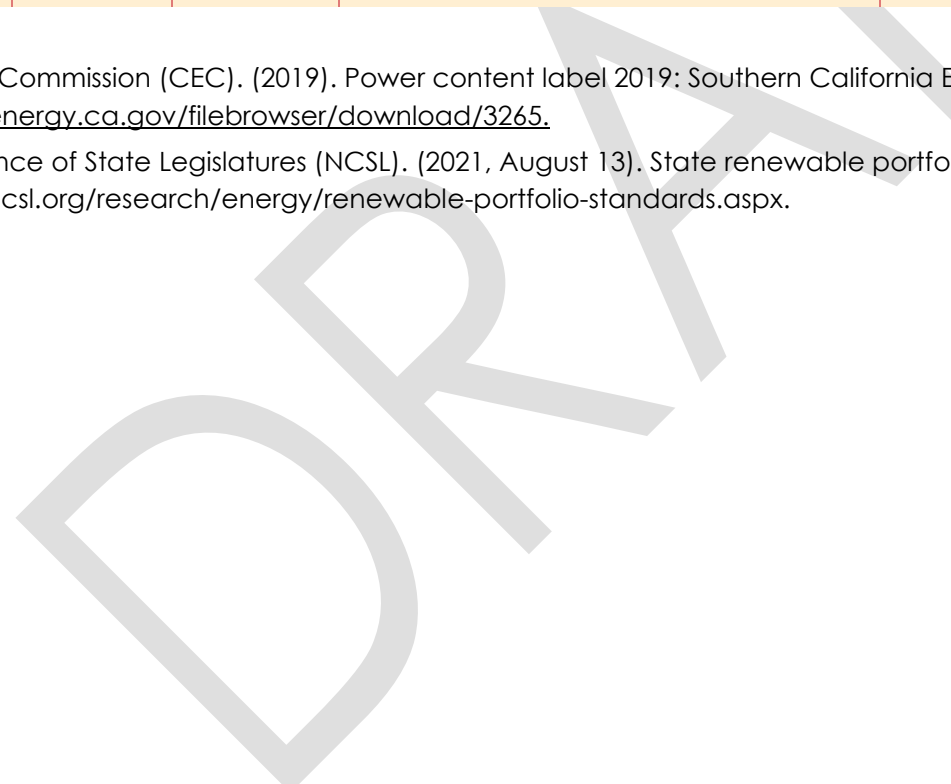 Commission (CEC). (2019). Power content label 2019: Southern California E
energy.ca.gov/filebrowser/download/3265.
nce of State Legislatures (NCSL). (2021, August 13). State renewable portfo
csl.org/research/energy/renewable-portfolio-standards.aspx.
DRA